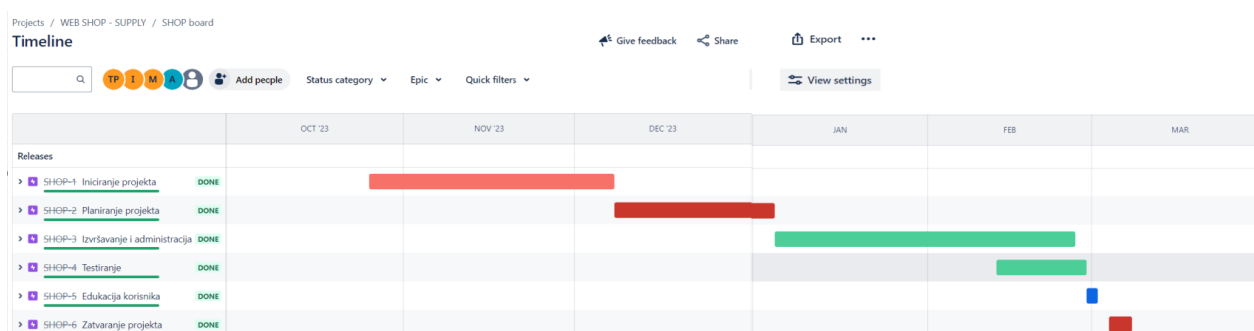 Projects / WEB SHOP - SUPPLY / SHOP board
Timeline
Give feedback Share Export
TP I M A Add people Status category Epic Quick filters View settings
OCT '23 NOV '23 DEC '23 JAN FEB MAR
Releases
SHOP-1 Iniciranje projekta DONE
SHOP-2 Planiranje projekta DONE
SHOP-3 Izvršavanje i administracija DONE
SHOP-4 Testiranje DONE
SHOP-5 Edukacija korisnika DONE
SHOP-6 Zatvaranje projekta DONE